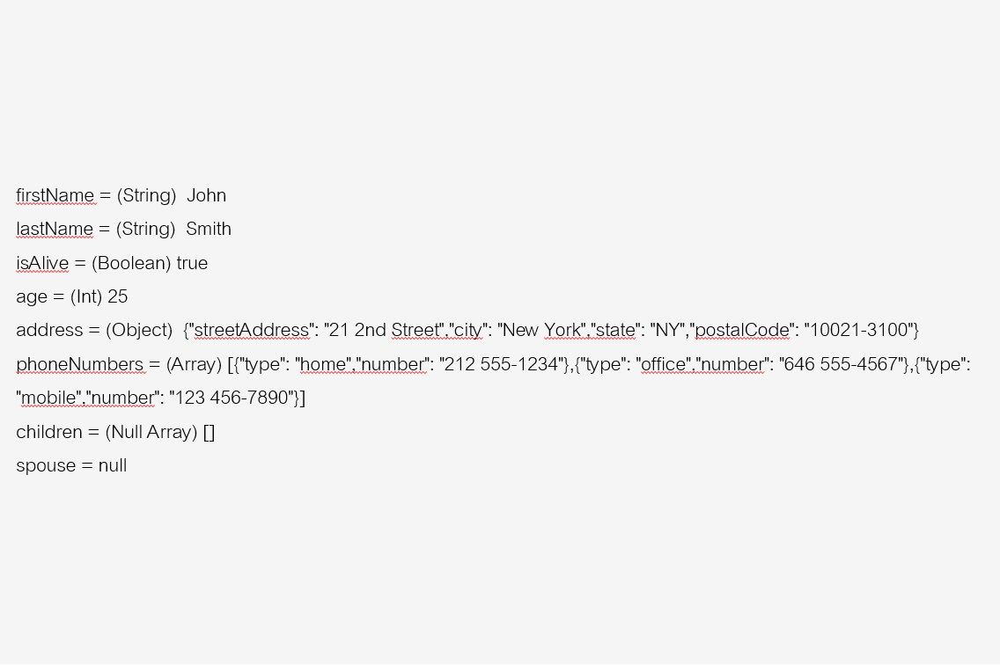 firstName = (String)  John
lastName = (String)  Smith
isAlive = (Boolean) true
age = (Int) 25
address = (Object)  {"streetAddress": "21 2nd Street","city": "New York","state": "NY","postalCode": "10021-3100"}
phoneNumbers = (Array) [{"type": "home","number": "212 555-1234"},{"type": "office","number": "646 555-4567"},{"type":
"mobile","number": "123 456-7890"}]
children = (Null Array) []
spouse = null